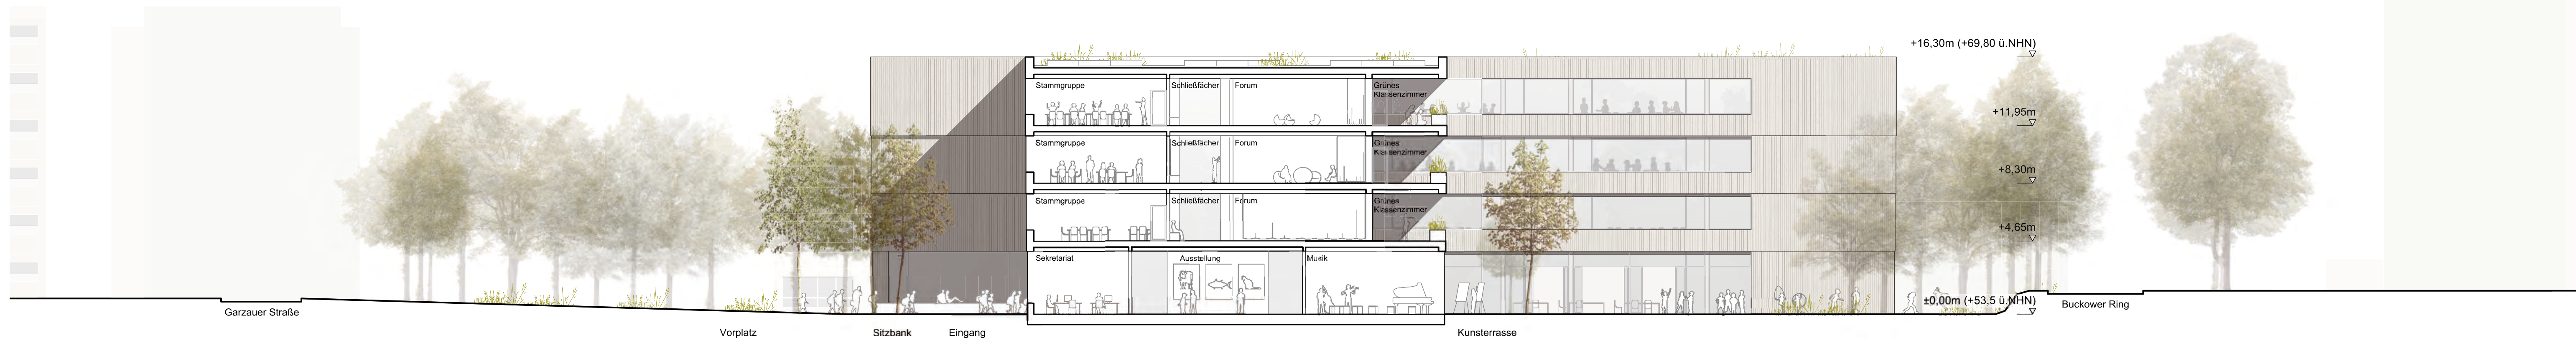 +16,30m (+69,80 ü.NHN)
Stammgruppe
Schließfächer
Forum
Grünes
Klassenzimmer
+11,95m
Stammgruppe
Schließfächer
Forum
Grünes
Klassenzimmer
+8,30m
Stammgruppe
Schließfächer
Forum
Grünes
Klassenzimmer
+4,65m
Sekretariat
Ausstellung
Musik
±0,00m (+53,5 ü.NHN)
Garzauer Straße
Buckower Ring
Vorplatz
Sitzbank
Eingang
Kunsterrasse